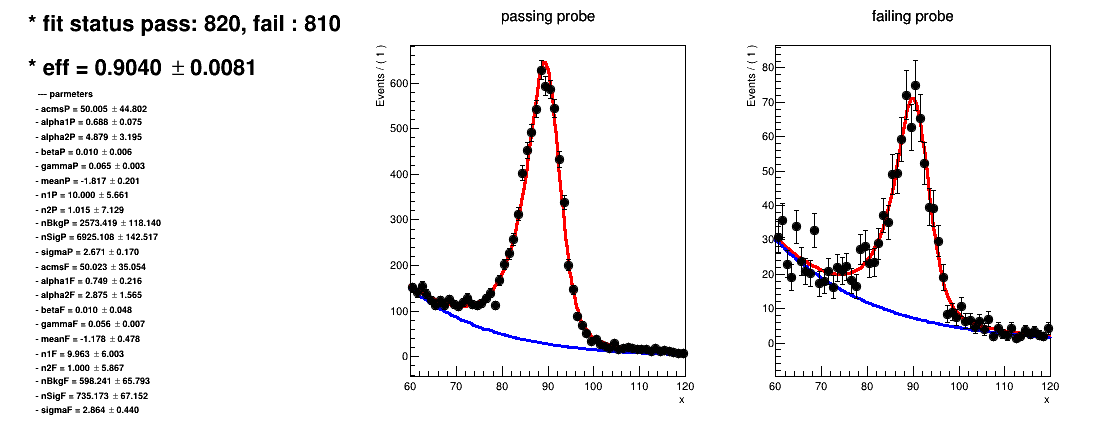 * fit status pass: 820, fail : 810
* eff = 0.9040 ± 0.0081
--- parmeters
- acmsP = 50.005 ± 44.802
- alpha1P = 0.688 ± 0.075
- alpha2P = 4.879 ± 3.195
- betaP = 0.010 ± 0.006
- gammaP = 0.065 ± 0.003
- meanP = -1.817 ± 0.201
- n1P = 10.000 ± 5.661
- n2P = 1.015 ± 7.129
- nBkgP = 2573.419 ± 118.140
- nSigP = 6925.108 ± 142.517
- sigmaP = 2.671 ± 0.170
- acmsF = 50.023 ± 35.054
- alpha1F = 0.749 ± 0.216
- alpha2F = 2.875 ± 1.565
- betaF = 0.010 ± 0.048
- gammaF = 0.056 ± 0.007
- meanF = -1.178 ± 0.478
- n1F = 9.963 ± 6.003
- n2F = 1.000 ± 5.867
- nBkgF = 598.241 ± 65.793
- nSigF = 735.173 ± 67.152
- sigmaF = 2.864 ± 0.440
passing probe
Events / ( 1 )
600
500
400
300
200
100
0
60 70 80 90 100 110 120
x
failing probe
Events / ( 1 )
80
70
60
50
40
30
20
10
0
60 70 80 90 100 110 120
x